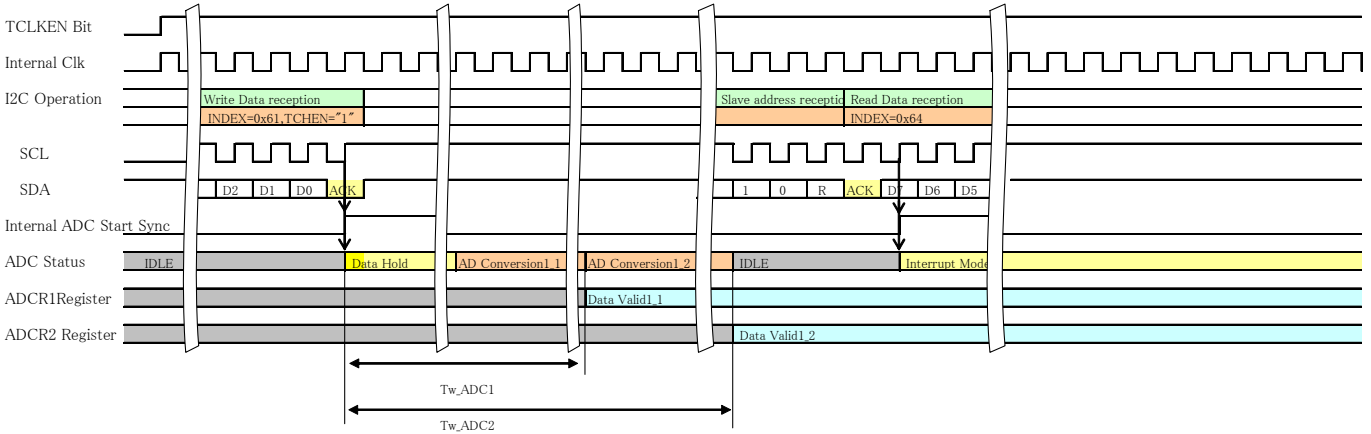 TCLKEN Bit
Internal Clk
I2C Operation
Write Data reception
Slave address receptio
Read Data reception
INDEX=0x61,TCHEN="1"
INDEX=0x64
SCL
SDA
D2
D1
D0
ACK
1
0
R
ACK
D7
D6
D5
Internal ADC Start Sync
ADC Status
IDLE
Data Hold
AD Conversion1_1
AD Conversion1_2
IDLE
Interrupt Mode
ADCR1Register
Data Valid1_1
ADCR2 Register
Data Valid1_2
Tw_ADC1
Tw_ADC2